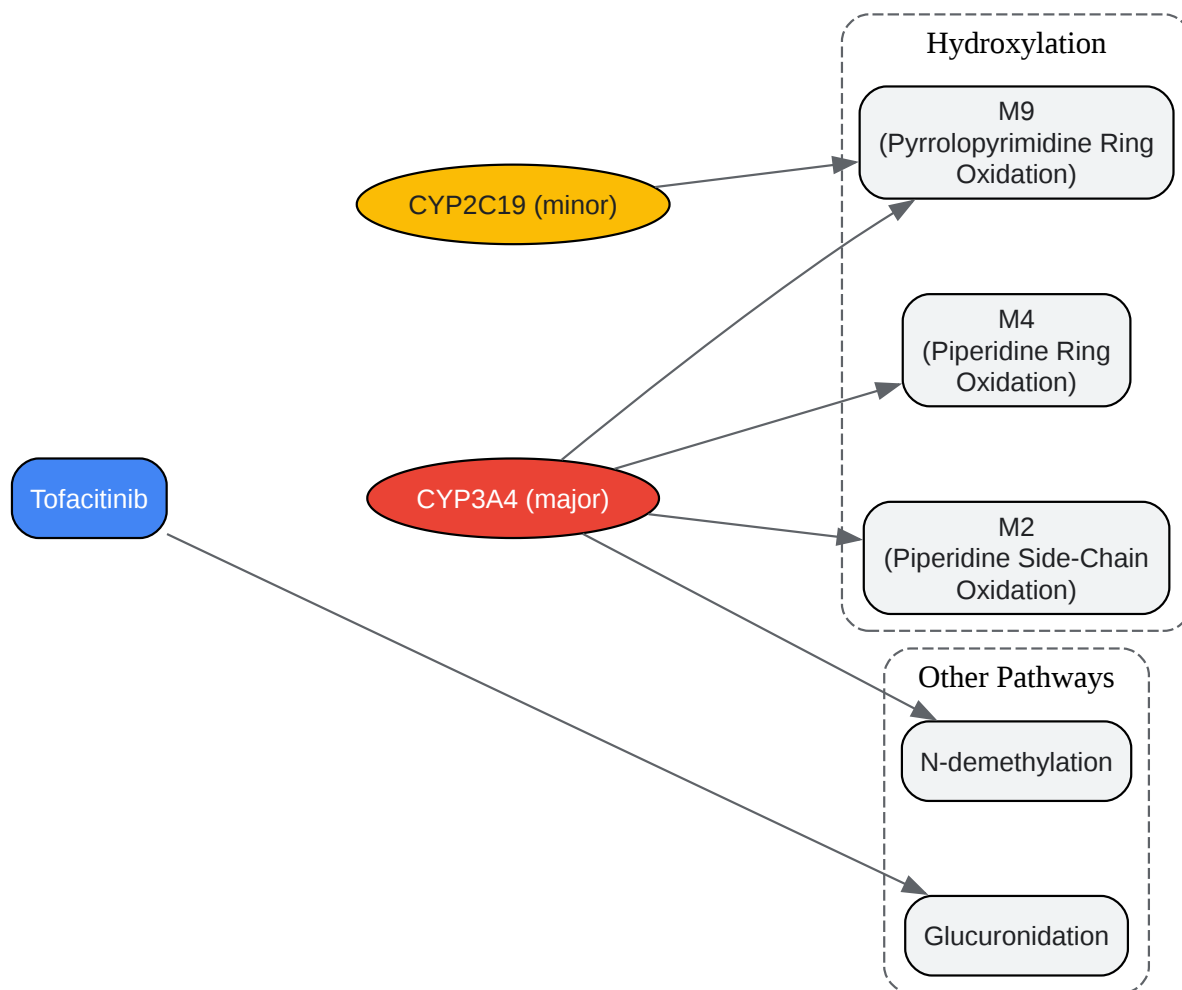 Hydroxylation
M9
(Pyrrolopyrimidine Ring
Oxidation)
CYP2C19 (minor)
M4
(Piperidine Ring
Oxidation)
Tofacitinib
CYP3A4 (major)
M2
(Piperidine Side-Chain
Oxidation)
Other Pathways
N-demethylation
Glucuronidation